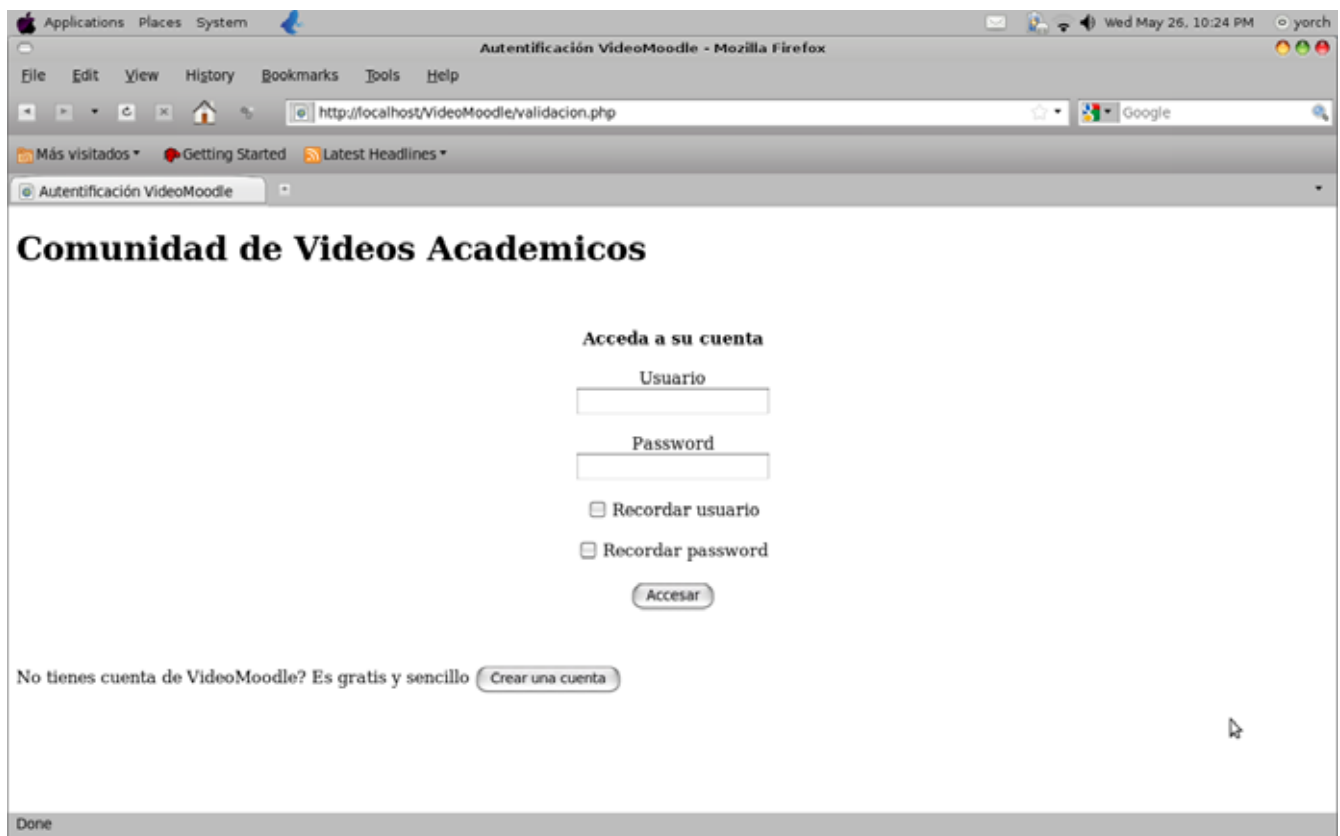 Applications Places System Wed May 26, 10:24 PM yorch
Autentificación VideoMoodle - Mozilla Firefox
File Edit View History Bookmarks Tools Help
http://localhost/VideoMoodle/validacion.php Google
Más visitados Getting Started Latest Headlines
Autentificación VideoMoodle
Comunidad de Videos Academicos
Acceda a su cuenta
Usuario
Password
Recordar usuario
Recordar password
Accesar
No tienes cuenta de VideoMoodle? Es gratis y sencillo Crear una cuenta
Done